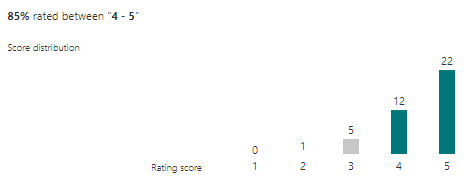 85% rated between "4 - 5"
Score distribution
22
12
5
1
0
Rating score 1 2 3 4 5